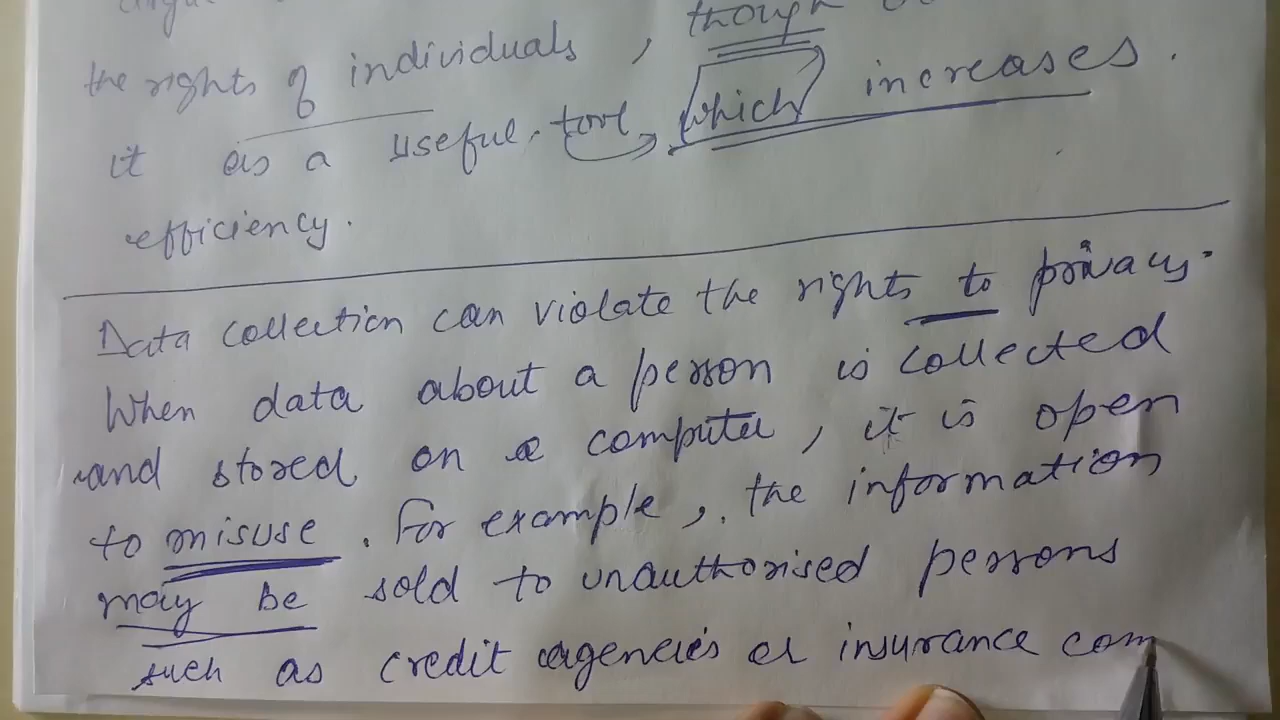 the rights of individuals, though
it as a useful tool, which increases.
efficiency.
Data collection can violate the rights to privacy.
When data about a person is collected
and stored on a computer, it is open
to misuse. For example, the information
may be sold to unauthorised persons
such as credit agencies or insurance com